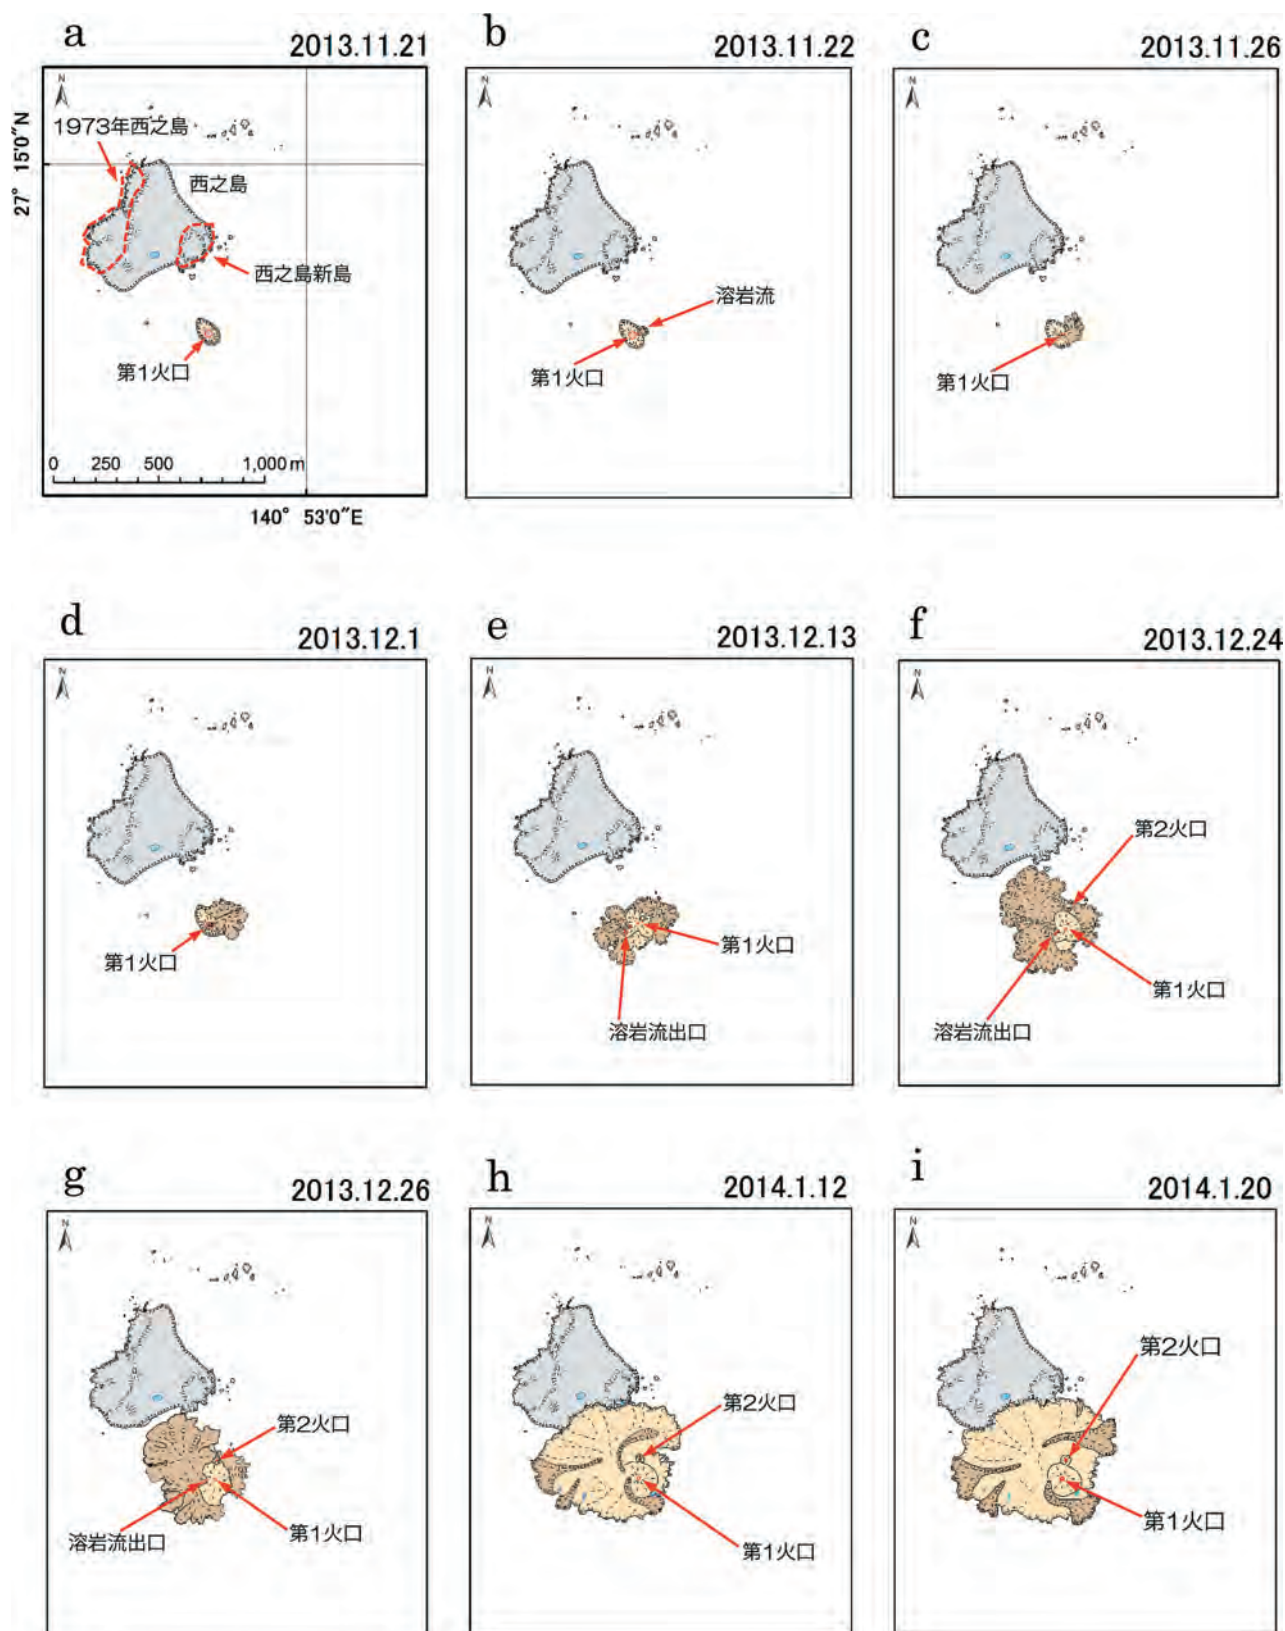 a
2013.11.21
N
1973年西之島
27° 15'0"N
西之島
西之島新島
第1火口
0 250 500 1,000m
140° 53'0"E
b
2013.11.22
N
溶岩流
第1火口
c
2013.11.26
N
第1火口
d
2013.12.1
N
第1火口
e
2013.12.13
N
第1火口
溶岩流出口
f
2013.12.24
N
第2火口
第1火口
溶岩流出口
g
2013.12.26
N
第2火口
第1火口
溶岩流出口
h
2014.1.12
N
第2火口
第1火口
i
2014.1.20
N
第2火口
第1火口